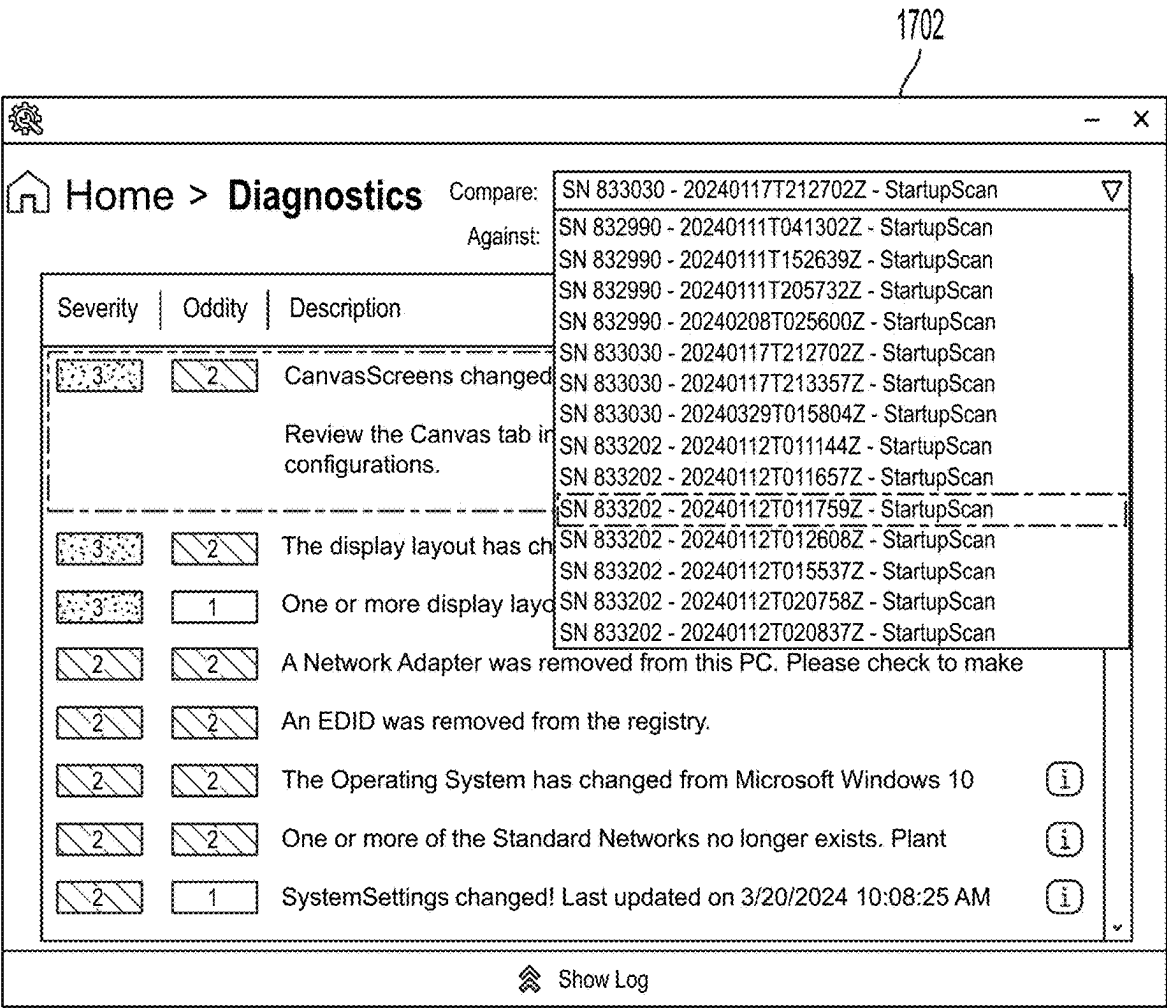 1702
Home > Diagnostics
Compare: SN 833030 - 20240117T212702Z - StartupScan
Against:
SN 832990 - 20240111T041302Z - StartupScan
SN 832990 - 20240111T152639Z - StartupScan
SN 832990 - 20240111T205732Z - StartupScan
SN 832990 - 20240208T025600Z - StartupScan
SN 833030 - 20240117T212702Z - StartupScan
SN 833030 - 20240117T213357Z - StartupScan
SN 833030 - 20240329T015804Z - StartupScan
SN 833202 - 20240112T011144Z - StartupScan
SN 833202 - 20240112T011657Z - StartupScan
SN 833202 - 20240112T011759Z - StartupScan
SN 833202 - 20240112T012608Z - StartupScan
SN 833202 - 20240112T015537Z - StartupScan
SN 833202 - 20240112T020758Z - StartupScan
SN 833202 - 20240112T020837Z - StartupScan
Severity | Oddity | Description
3 2 CanvasScreens changed
Review the Canvas tab in
configurations.
3 2 The display layout has ch
3 1 One or more display layo
2 2 A Network Adapter was removed from this PC. Please check to make
2 2 An EDID was removed from the registry.
2 2 The Operating System has changed from Microsoft Windows 10 i
2 2 One or more of the Standard Networks no longer exists. Plant i
2 1 SystemSettings changed! Last updated on 3/20/2024 10:08:25 AM i
Show Log